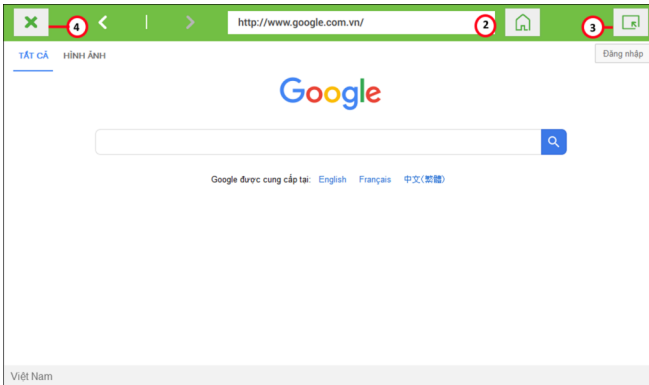 4 http://www.google.com.vn/ 2 3
TẤT CẢ HÌNH ẢNH Đăng nhập
Google
Google được cung cấp tại: English Français 中文(繁體)
Việt Nam